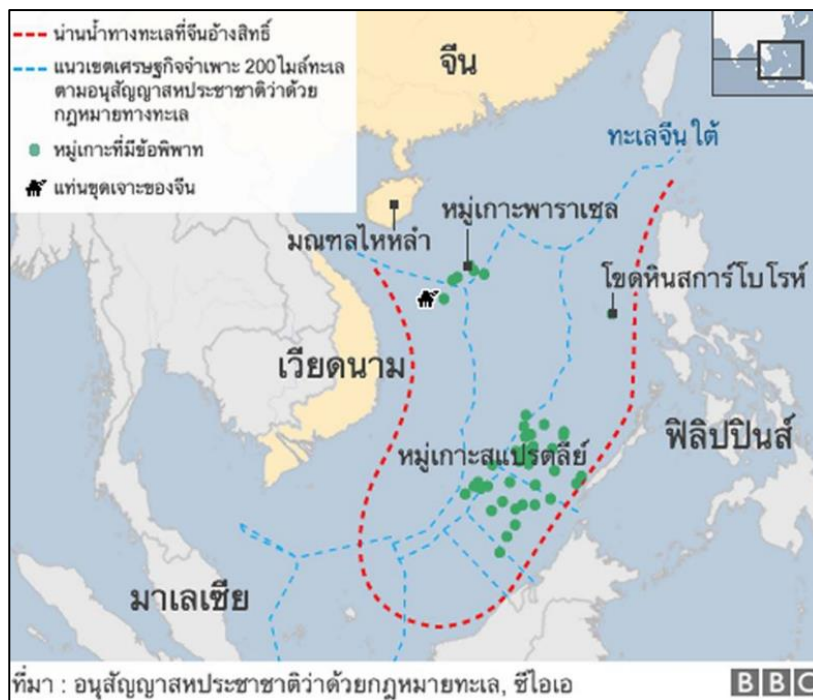 น่านน้ำทางทะเลที่จีนอ้างสิทธิ์
แนวเขตเศรษฐกิจจำเพาะ 200 ไมล์ทะเล
ตามอนุสัญญาสหประชาชาติว่าด้วย
กฎหมายทางทะเล
หมู่เกาะที่มีข้อพิพาท
แท่นขุดเจาะของจีน
จีน
ทะเลจีนใต้
หมู่เกาะพาราเซล
มณฑลไหหลำ
โขดหินสการ์โบโรห์
เวียดนาม
หมู่เกาะสแปรตลีย์
ฟิลิปปินส์
มาเลเซีย
ที่มา : อนุสัญญาสหประชาชาติว่าด้วยกฎหมายทะเล, ซีไอเอ
BBC